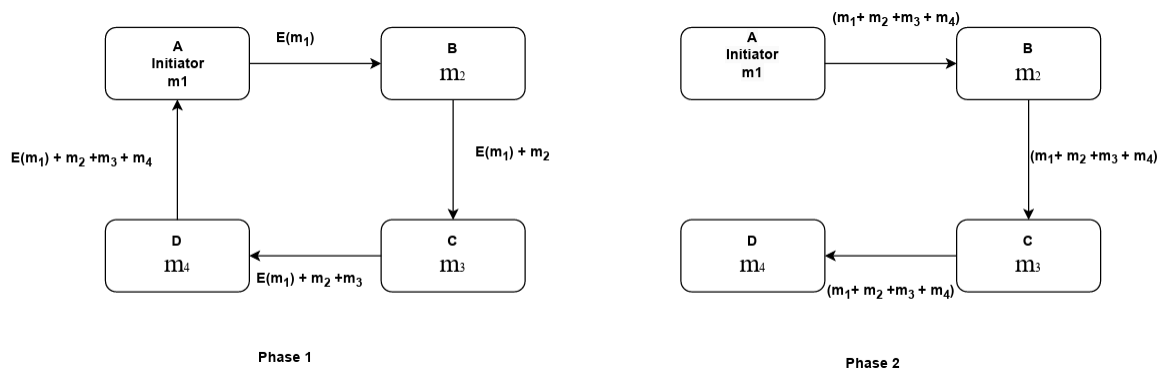 A
Initiator
m1
E(m₁)
B
m₂
E(m₁) + m₂
C
m₃
E(m₁) + m₂ +m₃
D
m₄
E(m₁) + m₂ +m₃ + m₄
Phase 1
A
Initiator
m1
(m₁+ m₂ +m₃ + m₄)
B
m₂
(m₁+ m₂ +m₃ + m₄)
C
m₃
(m₁+ m₂ +m₃ + m₄)
D
m₄
Phase 2